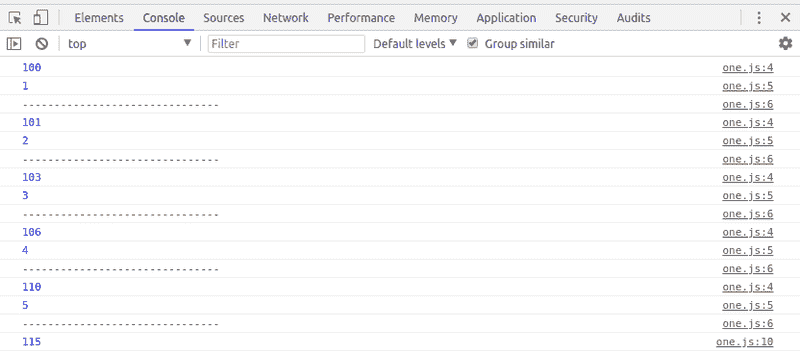 Elements Console Sources Network Performance Memory Application Security Audits
top Filter Default levels Group similar
100 one.js:4
1 one.js:5
------------------------------- one.js:6
101 one.js:4
2 one.js:5
------------------------------- one.js:6
103 one.js:4
3 one.js:5
------------------------------- one.js:6
106 one.js:4
4 one.js:5
------------------------------- one.js:6
110 one.js:4
5 one.js:5
------------------------------- one.js:6
115 one.js:10